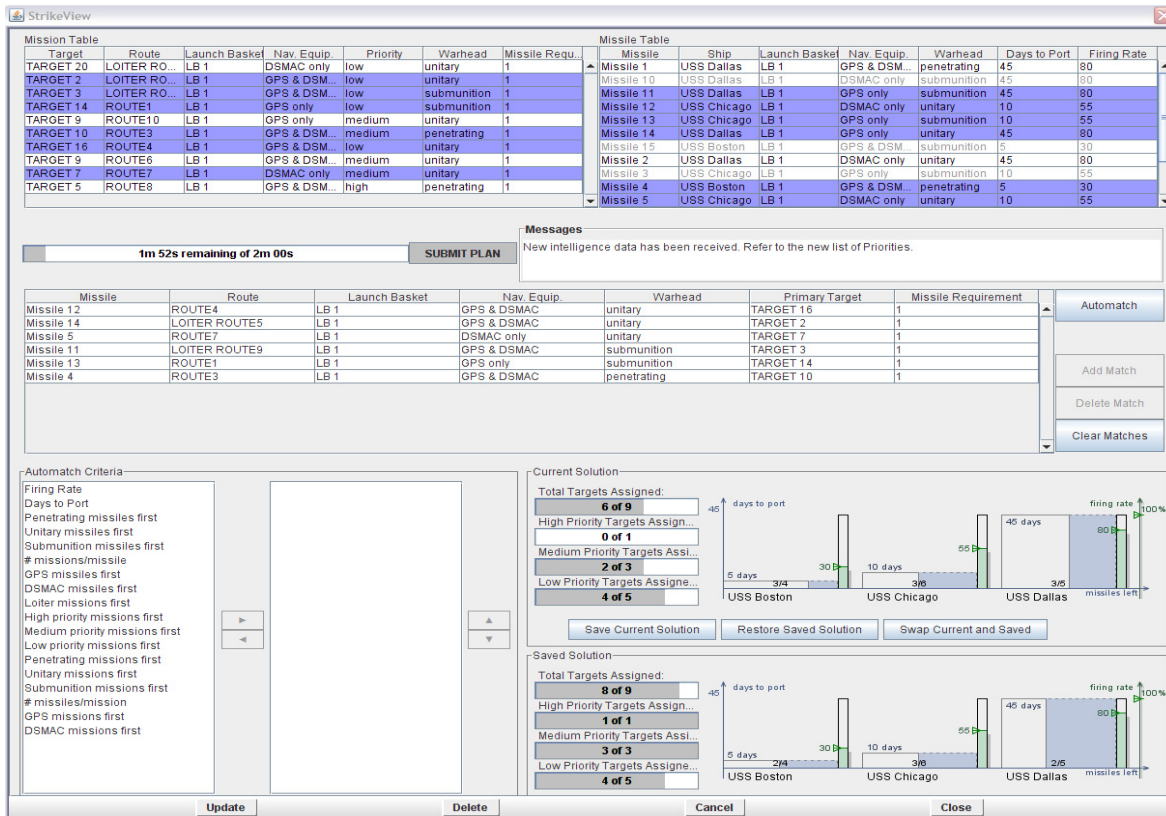 StrikeView
Mission Table
Target Route Launch Basket Nav. Equip. Priority Warhead Missile Requ...
TARGET 20 LOITER RO... LB 1 DSMAC only low unitary 1
TARGET 2 LOITER RO... LB 1 GPS & DSM... low unitary 1
TARGET 3 LOITER RO... LB 1 GPS & DSM... low submunition 1
TARGET 14 ROUTE1 LB 1 GPS only low submunition 1
TARGET 9 ROUTE10 LB 1 GPS only medium unitary 1
TARGET 10 ROUTE3 LB 1 GPS & DSM... medium penetrating 1
TARGET 16 ROUTE4 LB 1 GPS & DSM... low unitary 1
TARGET 9 ROUTE6 LB 1 GPS & DSM... medium unitary 1
TARGET 7 ROUTE7 LB 1 DSMAC only medium unitary 1
TARGET 5 ROUTE8 LB 1 GPS & DSM... high penetrating 1
Missile Table
Missile Ship Launch Basket Nav. Equip. Warhead Days to Port Firing Rate
Missile 1 USS Dallas LB 1 GPS & DSM... penetrating 45 80
Missile 10 USS Dallas LB 1 DSMAC only submunition 45 80
Missile 11 USS Dallas LB 1 GPS only submunition 45 80
Missile 12 USS Chicago LB 1 DSMAC only unitary 10 55
Missile 13 USS Chicago LB 1 GPS only submunition 10 55
Missile 14 USS Dallas LB 1 GPS only unitary 45 80
Missile 15 USS Boston LB 1 GPS & DSM... submunition 5 30
Missile 2 USS Dallas LB 1 DSMAC only unitary 45 80
Missile 3 USS Chicago LB 1 GPS only submunition 10 55
Missile 4 USS Boston LB 1 GPS & DSM... penetrating 5 30
Missile 5 USS Chicago LB 1 DSMAC only unitary 10 55
1m 52s remaining of 2m 00s
SUBMIT PLAN
Messages
New intelligence data has been received. Refer to the new list of Priorities.
Missile Route Launch Basket Nav. Equip. Warhead Primary Target Missile Requirement
Missile 12 ROUTE4 LB 1 GPS & DSMAC unitary TARGET 16 1
Missile 14 LOITER ROUTE5 LB 1 GPS & DSMAC unitary TARGET 2 1
Missile 5 ROUTE7 LB 1 DSMAC only unitary TARGET 7 1
Missile 11 LOITER ROUTE9 LB 1 GPS & DSMAC submunition TARGET 3 1
Missile 13 ROUTE1 LB 1 GPS only submunition TARGET 14 1
Missile 4 ROUTE3 LB 1 GPS & DSMAC penetrating TARGET 10 1
Automatch
Add Match
Delete Match
Clear Matches
Automatch Criteria
Firing Rate
Days to Port
Penetrating missiles first
Unitary missiles first
Submunition missiles first
# missions/missile
GPS missiles first
DSMAC missiles first
Loiter missions first
High priority missions first
Medium priority missions first
Low priority missions first
Penetrating missions first
Unitary missions first
Submunition missions first
# missiles/mission
GPS missions first
DSMAC missions first
Current Solution
Total Targets Assigned:
6 of 9
High Priority Targets Assign...
0 of 1
Medium Priority Targets Assi...
2 of 3
Low Priority Targets Assigne...
4 of 5
45 days to port firing rate 100%
5 days 3/4 30 USS Boston
10 days 3/6 55 USS Chicago
45 days 3/5 80 USS Dallas
missiles left
Save Current Solution
Restore Saved Solution
Swap Current and Saved
Saved Solution
Total Targets Assigned:
8 of 9
High Priority Targets Assign...
1 of 1
Medium Priority Targets Assi...
3 of 3
Low Priority Targets Assigne...
4 of 5
45 days to port firing rate 100%
5 days 2/4 30 USS Boston
10 days 3/6 55 USS Chicago
45 days 2/5 80 USS Dallas
missiles left
Update Delete Cancel Close